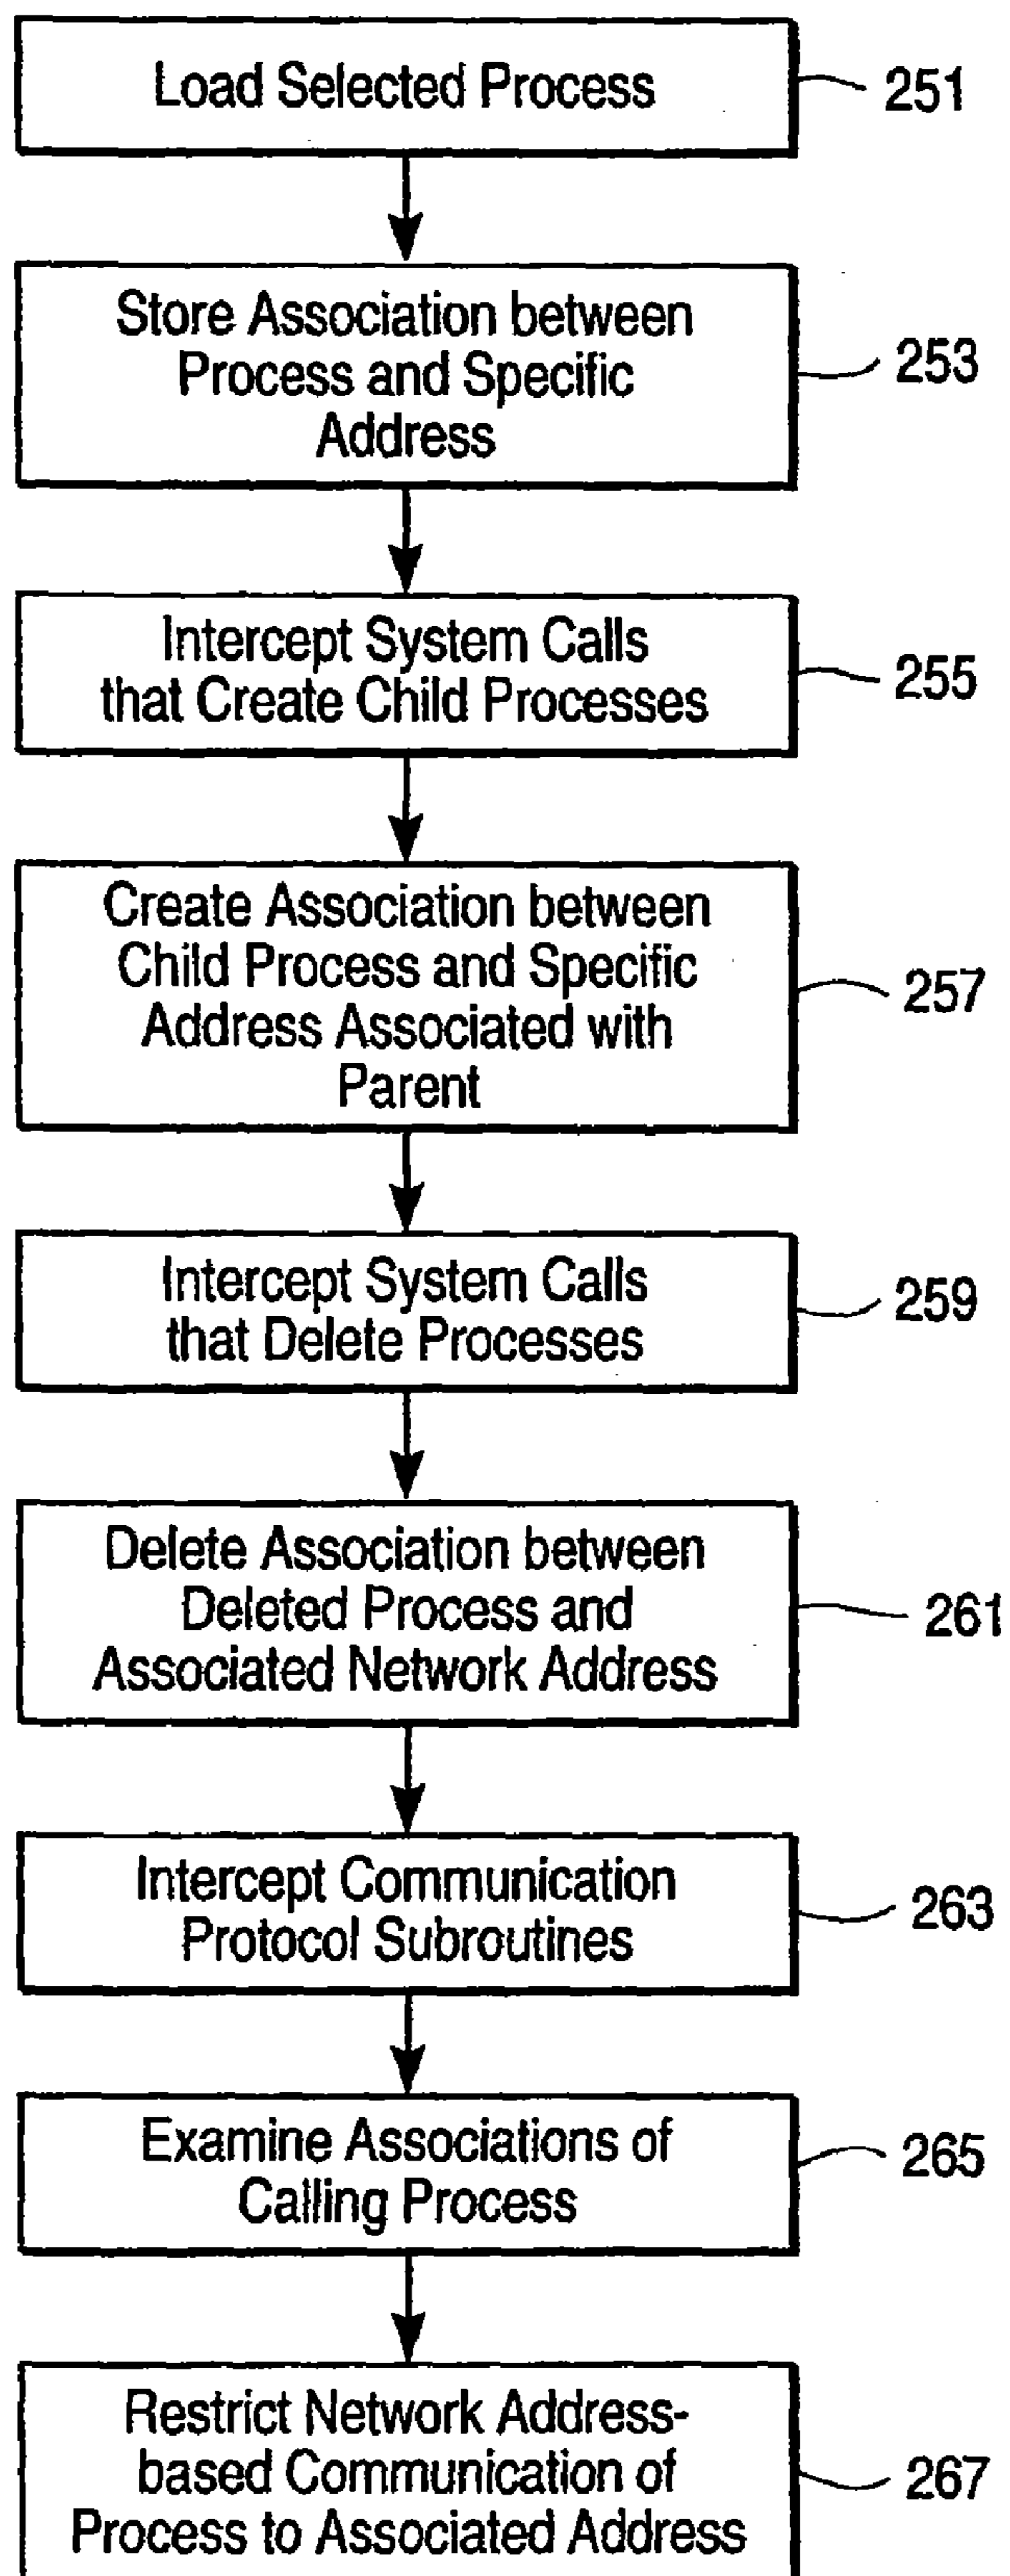 Load Selected Process
251
Store Association between
Process and Specific
Address
253
Intercept System Calls
that Create Child Processes
255
Create Association between
Child Process and Specific
Address Associated with
Parent
257
Intercept System Calls
that Delete Processes
259
Delete Association between
Deleted Process and
Associated Network Address
261
Intercept Communication
Protocol Subroutines
263
Examine Associations of
Calling Process
265
Restrict Network Address-
based Communication of
Process to Associated Address
267